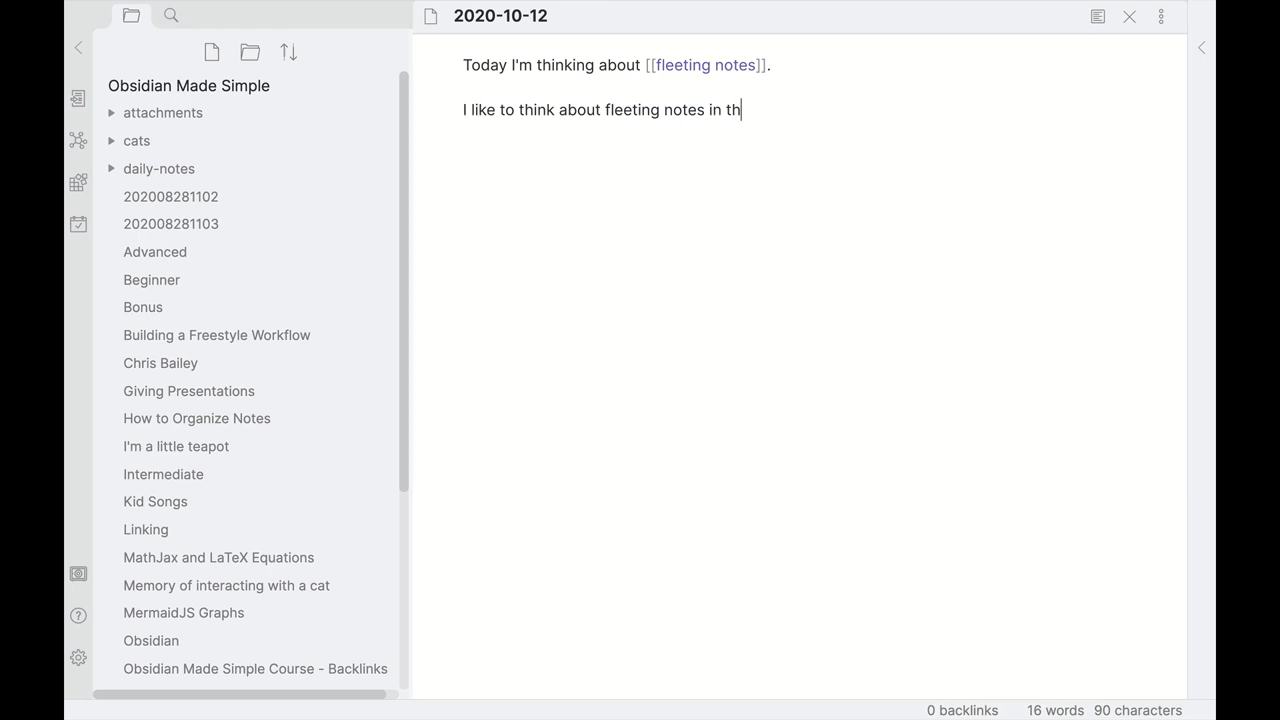 2020-10-12
Obsidian Made Simple
attachments
cats
daily-notes
202008281102
202008281103
Advanced
Beginner
Bonus
Building a Freestyle Workflow
Chris Bailey
Giving Presentations
How to Organize Notes
I'm a little teapot
Intermediate
Kid Songs
Linking
MathJax and LaTeX Equations
Memory of interacting with a cat
MermaidJS Graphs
Obsidian
Obsidian Made Simple Course - Backlinks
Today I'm thinking about [[fleeting notes]].
I like to think about fleeting notes in th
0 backlinks 16 words 90 characters